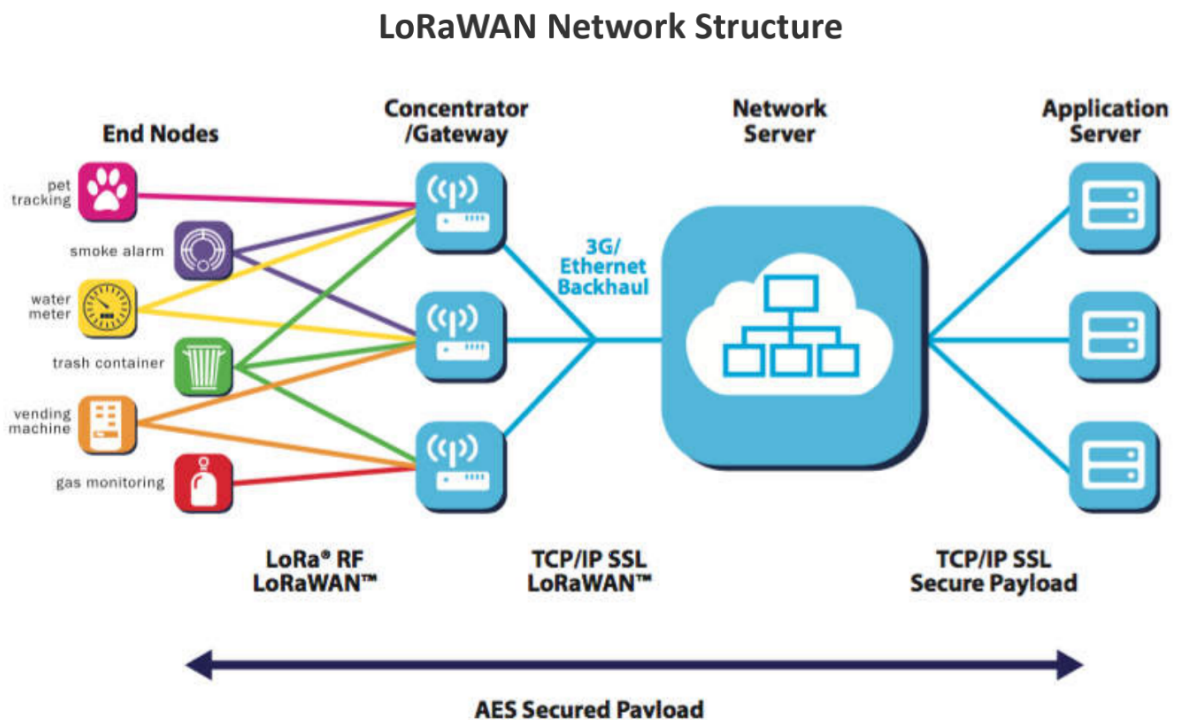 LoRaWAN Network Structure
End Nodes
Concentrator
/Gateway
Network
Server
Application
Server
pet
tracking
smoke alarm
water
meter
trash container
vending
machine
gas monitoring
3G/
Ethernet
Backhaul
LoRa® RF
LoRaWAN™
TCP/IP SSL
LoRaWAN™
TCP/IP SSL
Secure Payload
AES Secured Payload